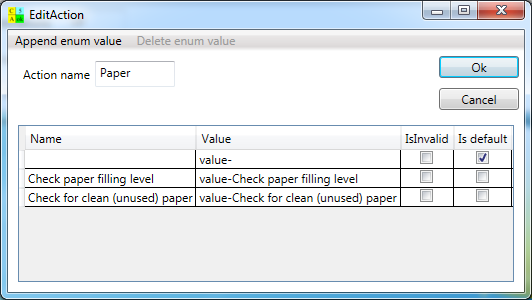 EditAction
Append enum value Delete enum value
Action name Paper
Ok
Cancel
Name Value IsInvalid Is default
value-
Check paper filling level value-Check paper filling level
Check for clean (unused) paper value-Check for clean (unused) paper